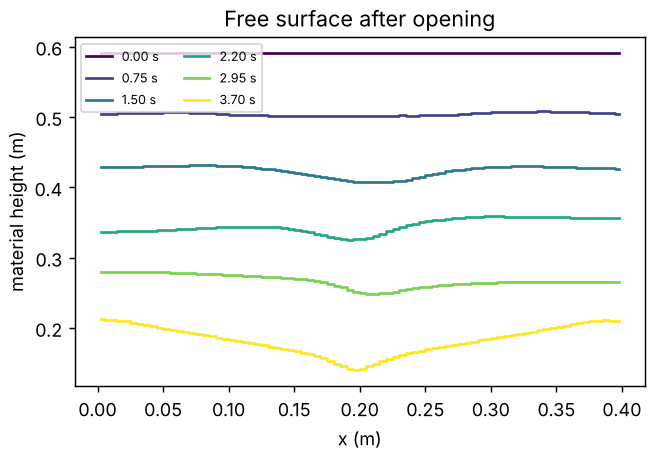 Free surface after opening
0.00 s
0.75 s
1.50 s
2.20 s
2.95 s
3.70 s
material height (m)
0.6
0.5
0.4
0.3
0.2
0.00 0.05 0.10 0.15 0.20 0.25 0.30 0.35 0.40
x (m)